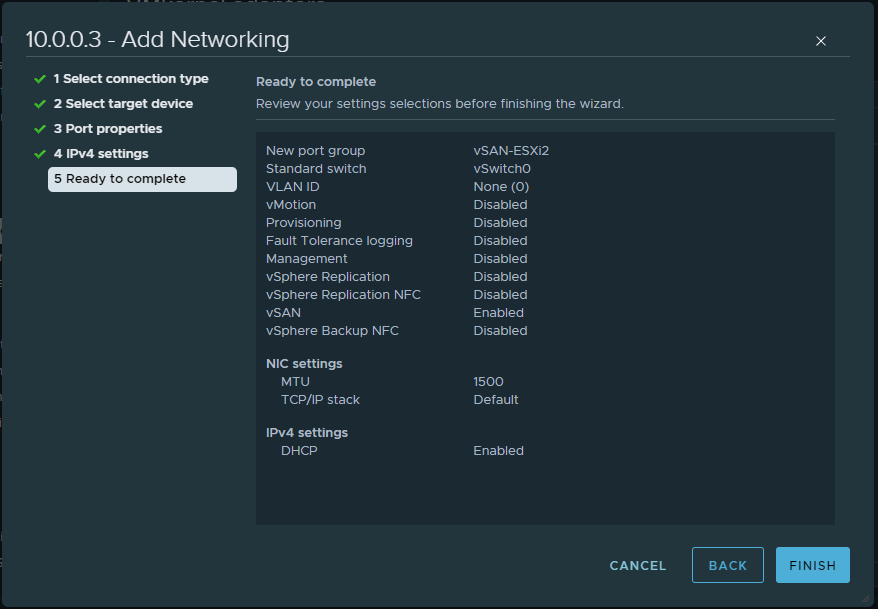 10.0.0.3 - Add Networking
1 Select connection type
2 Select target device
3 Port properties
4 IPv4 settings
5 Ready to complete
Ready to complete
Review your settings selections before finishing the wizard.
New port group vSAN-ESXi2
Standard switch vSwitch0
VLAN ID None (0)
vMotion Disabled
Provisioning Disabled
Fault Tolerance logging Disabled
Management Disabled
vSphere Replication Disabled
vSphere Replication NFC Disabled
vSAN Enabled
vSphere Backup NFC Disabled
NIC settings
MTU 1500
TCP/IP stack Default
IPv4 settings
DHCP Enabled
CANCEL BACK FINISH